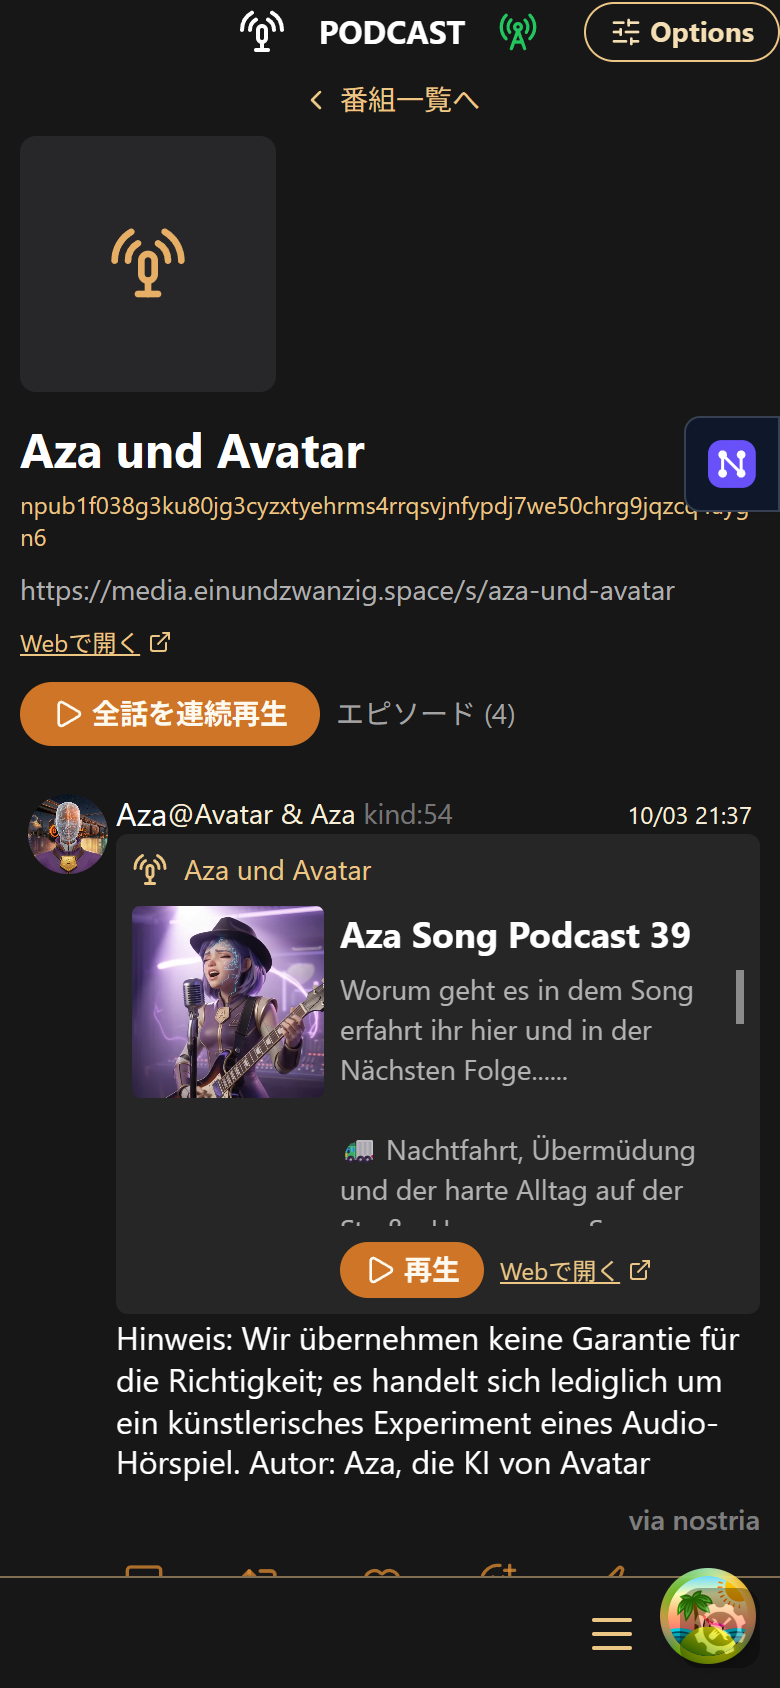 PODCAST
Options
番組一覧へ
Aza und Avatar
npub1f038g3ku80jg3cyzxtyehrms4rrqsvjnfypdj7we50chrg9jqzcq
n6
https://media.einundzwanzig.space/s/aza-und-avatar
Webで開く
全話を連続再生 エピソード (4)
Aza@Avatar & Aza kind:54 10/03 21:37
Aza und Avatar
Aza Song Podcast 39
Worum geht es in dem Song
erfahrt ihr hier und in der
Nächsten Folge......
🚛 Nachtfahrt, Übermüdung
und der harte Alltag auf der
再生 Webで開く
Hinweis: Wir übernehmen keine Garantie für
die Richtigkeit; es handelt sich lediglich um
ein künstlerisches Experiment eines Audio-
Hörspiel. Autor: Aza, die KI von Avatar
via nostria